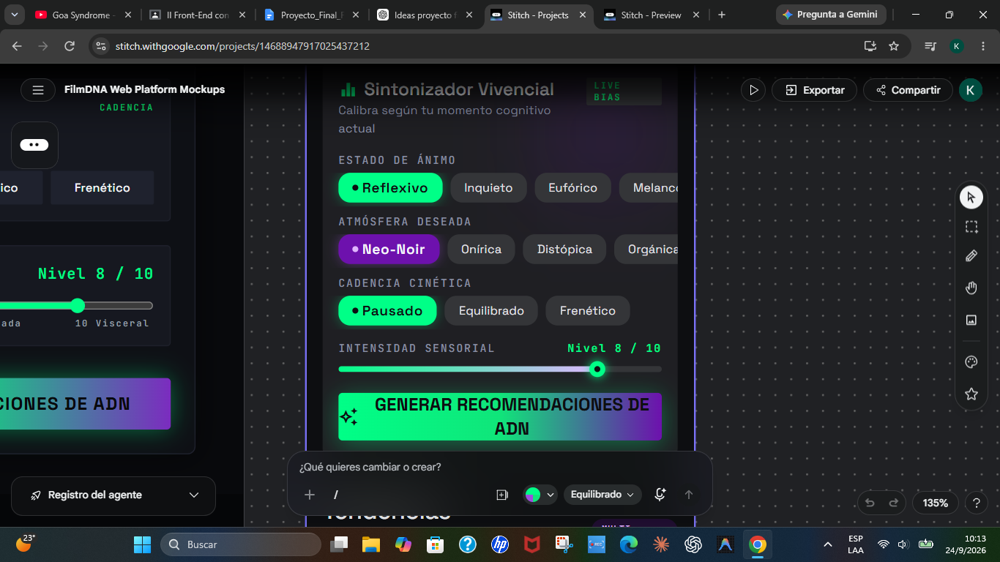 Goa Syndrome -
II Front-End con
Proyecto_Final_F
Ideas proyecto f
Stitch - Projects
Stitch - Preview
Pregunta a Gemini
stitch.withgoogle.com/projects/14688947917025437212
K
FilmDNA Web Platform Mockups
Exportar
Compartir
K
CADENCIA
ico
Frenético
Nivel 8 / 10
ada
10 Visceral
CIONES DE ADN
Registro del agente
Sintonizador Vivencial
LIVE
BIAS
Calibra según tu momento cognitivo
actual
ESTADO DE ÁNIMO
Reflexivo
Inquieto
Eufórico
Melanc
ATMÓSFERA DESEADA
Neo-Noir
Onírica
Distópica
Orgánica
CADENCIA CINÉTICA
Pausado
Equilibrado
Frenético
INTENSIDAD SENSORIAL
Nivel 8 / 10
GENERAR RECOMENDACIONES DE
ADN
¿Qué quieres cambiar o crear?
/
Equilibrado
Tendencias
MULTI
135%
?
23°
Buscar
REC
ESP
LAA
10:13
24/9/2026